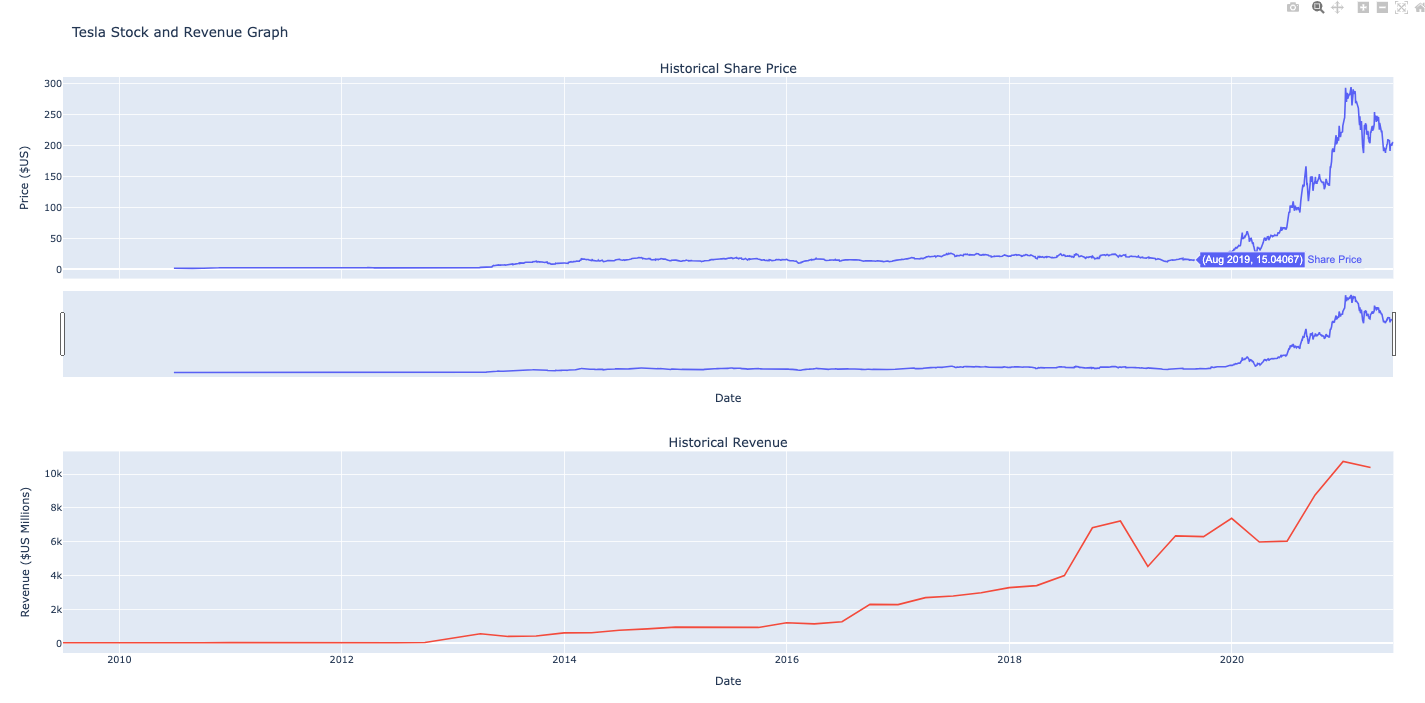 Tesla Stock and Revenue Graph
Historical Share Price
Price ($US)
300
250
200
150
100
50
0
(Aug 2019, 15.04067) Share Price
Date
Historical Revenue
Revenue ($US Millions)
10k
8k
6k
4k
2k
0
2010 2012 2014 2016 2018 2020
Date